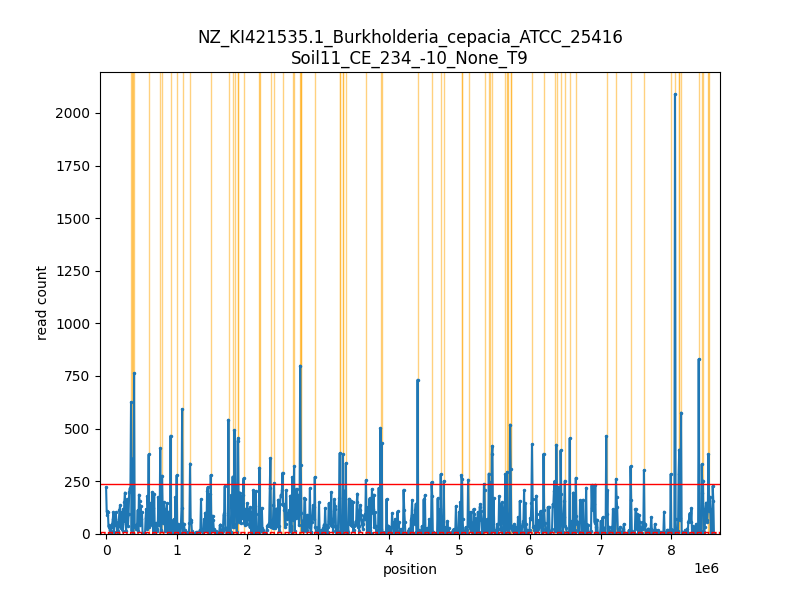 NZ_KI421535.1_Burkholderia_cepacia_ATCC_25416
Soil11_CE_234_-10_None_T9
2000
1750
1500
1250
1000
750
500
250
0
read count
0 1 2 3 4 5 6 7 8
1e6
position